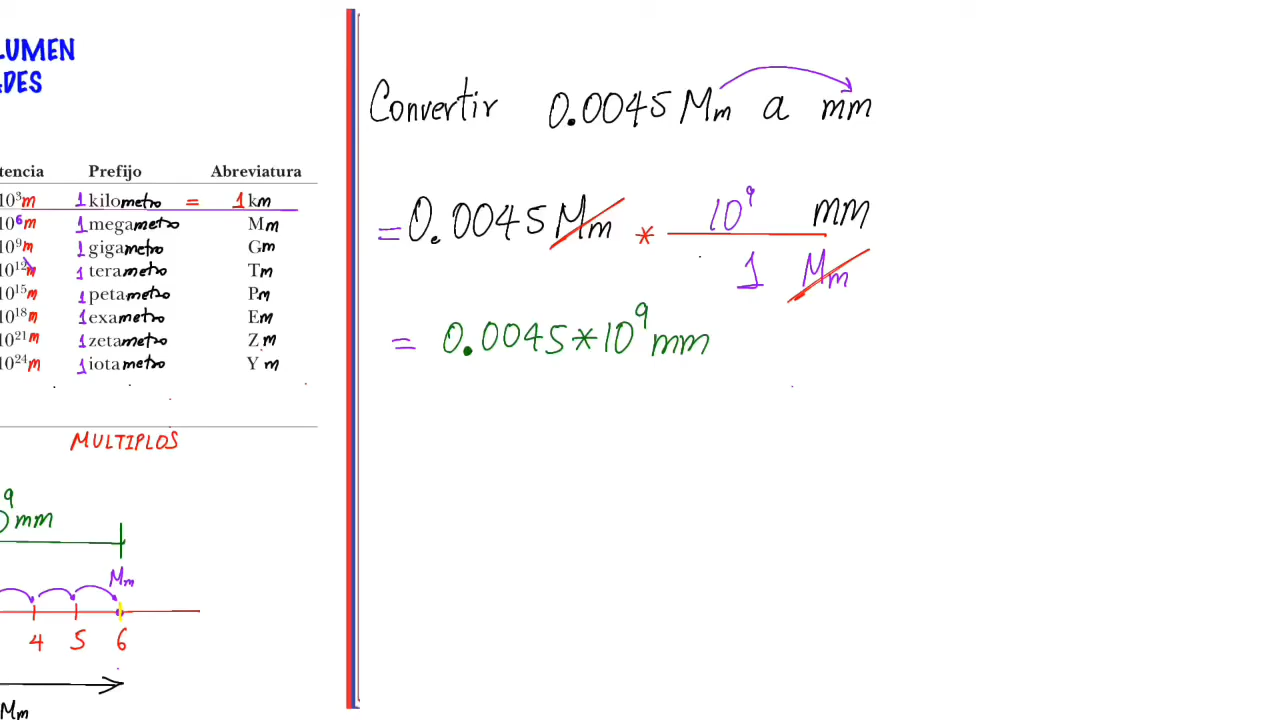 LUMEN
ADES
tencia Prefijo Abreviatura
10³m 1 kilometro = 1 km
10⁶m 1 megametro Mm
10⁹m 1 gigametro Gm
10¹²m 1 terametro Tm
10¹⁵m 1 petametro Pm
10¹⁸m 1 exametro Em
10²¹m 1 zetametro Zm
10²⁴m 1 iotametro Ym
MULTIPLOS
⁹ mm
Mm
4 5 6
Mm
Convertir 0.0045 Mm a mm
= 0.0045 Mm * 10⁹ mm
1 Mm
= 0.0045 * 10⁹ mm